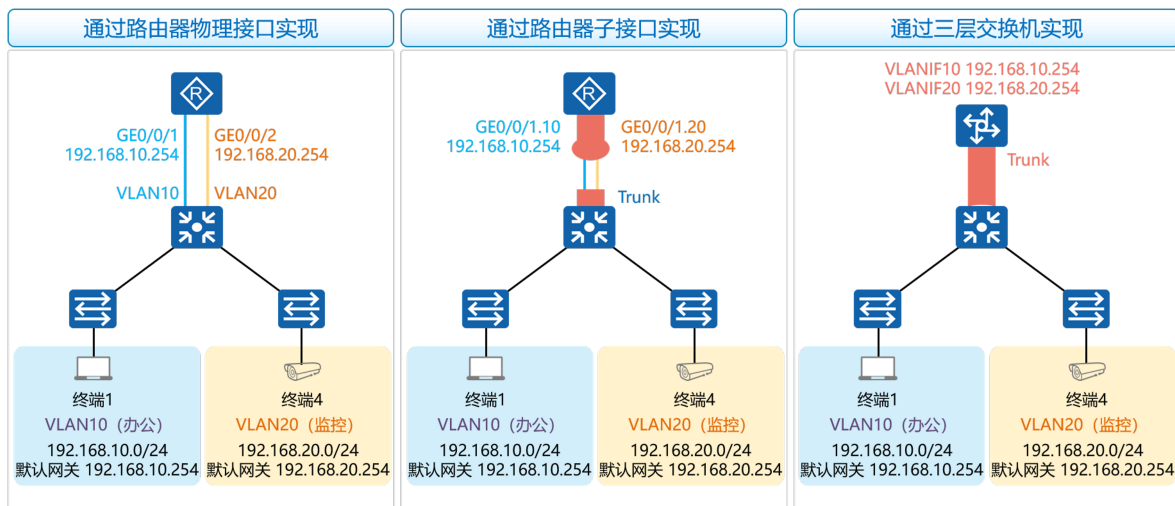 通过路由器物理接口实现
R
GE0/0/1
192.168.10.254
GE0/0/2
192.168.20.254
VLAN10
VLAN20
终端1
VLAN10（办公）
192.168.10.0/24
默认网关 192.168.10.254
终端4
VLAN20（监控）
192.168.20.0/24
默认网关 192.168.20.254
通过路由器子接口实现
R
GE0/0/1.10
192.168.10.254
GE0/0/1.20
192.168.20.254
Trunk
终端1
VLAN10（办公）
192.168.10.0/24
默认网关 192.168.10.254
终端4
VLAN20（监控）
192.168.20.0/24
默认网关 192.168.20.254
通过三层交换机实现
VLANIF10 192.168.10.254
VLANIF20 192.168.20.254
Trunk
终端1
VLAN10（办公）
192.168.10.0/24
默认网关 192.168.10.254
终端4
VLAN20（监控）
192.168.20.0/24
默认网关 192.168.20.254